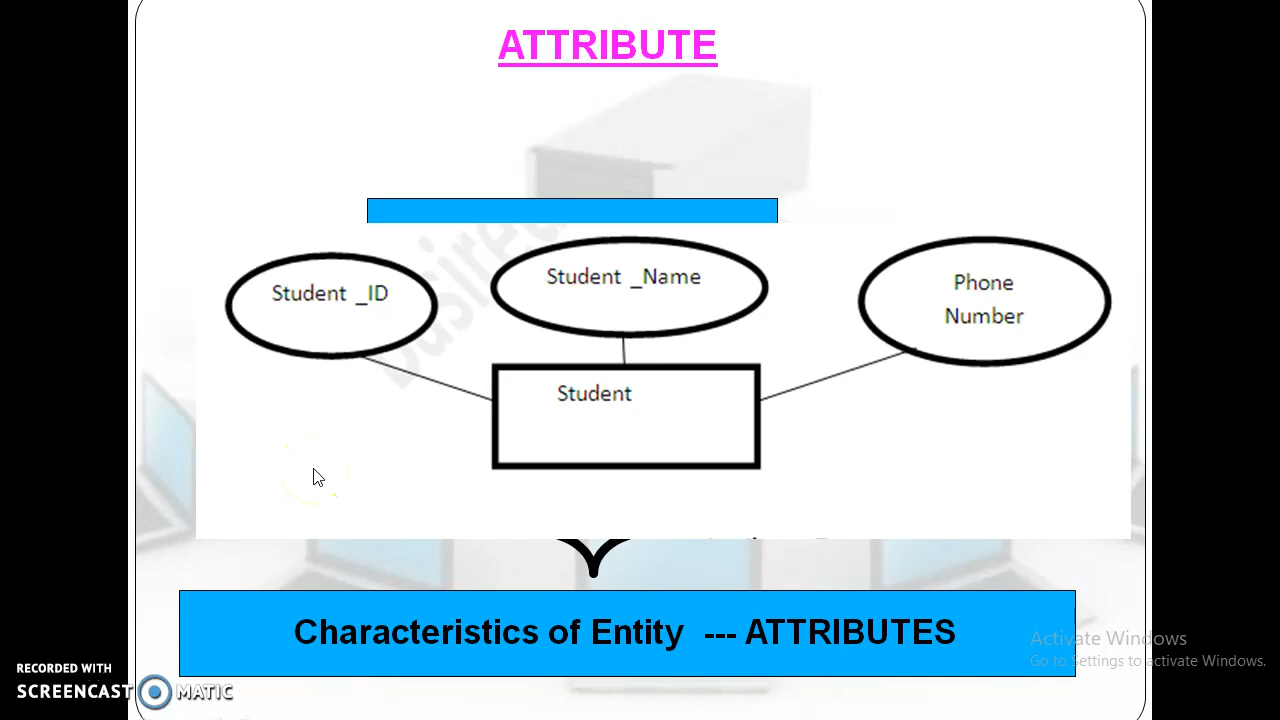 ATTRIBUTE
Student _ID
Student _Name
Phone
Number
Student
Characteristics of Entity --- ATTRIBUTES
Activate Windows
Go to Settings to activate Windows.
RECORDED WITH
SCREENCAST MATIC